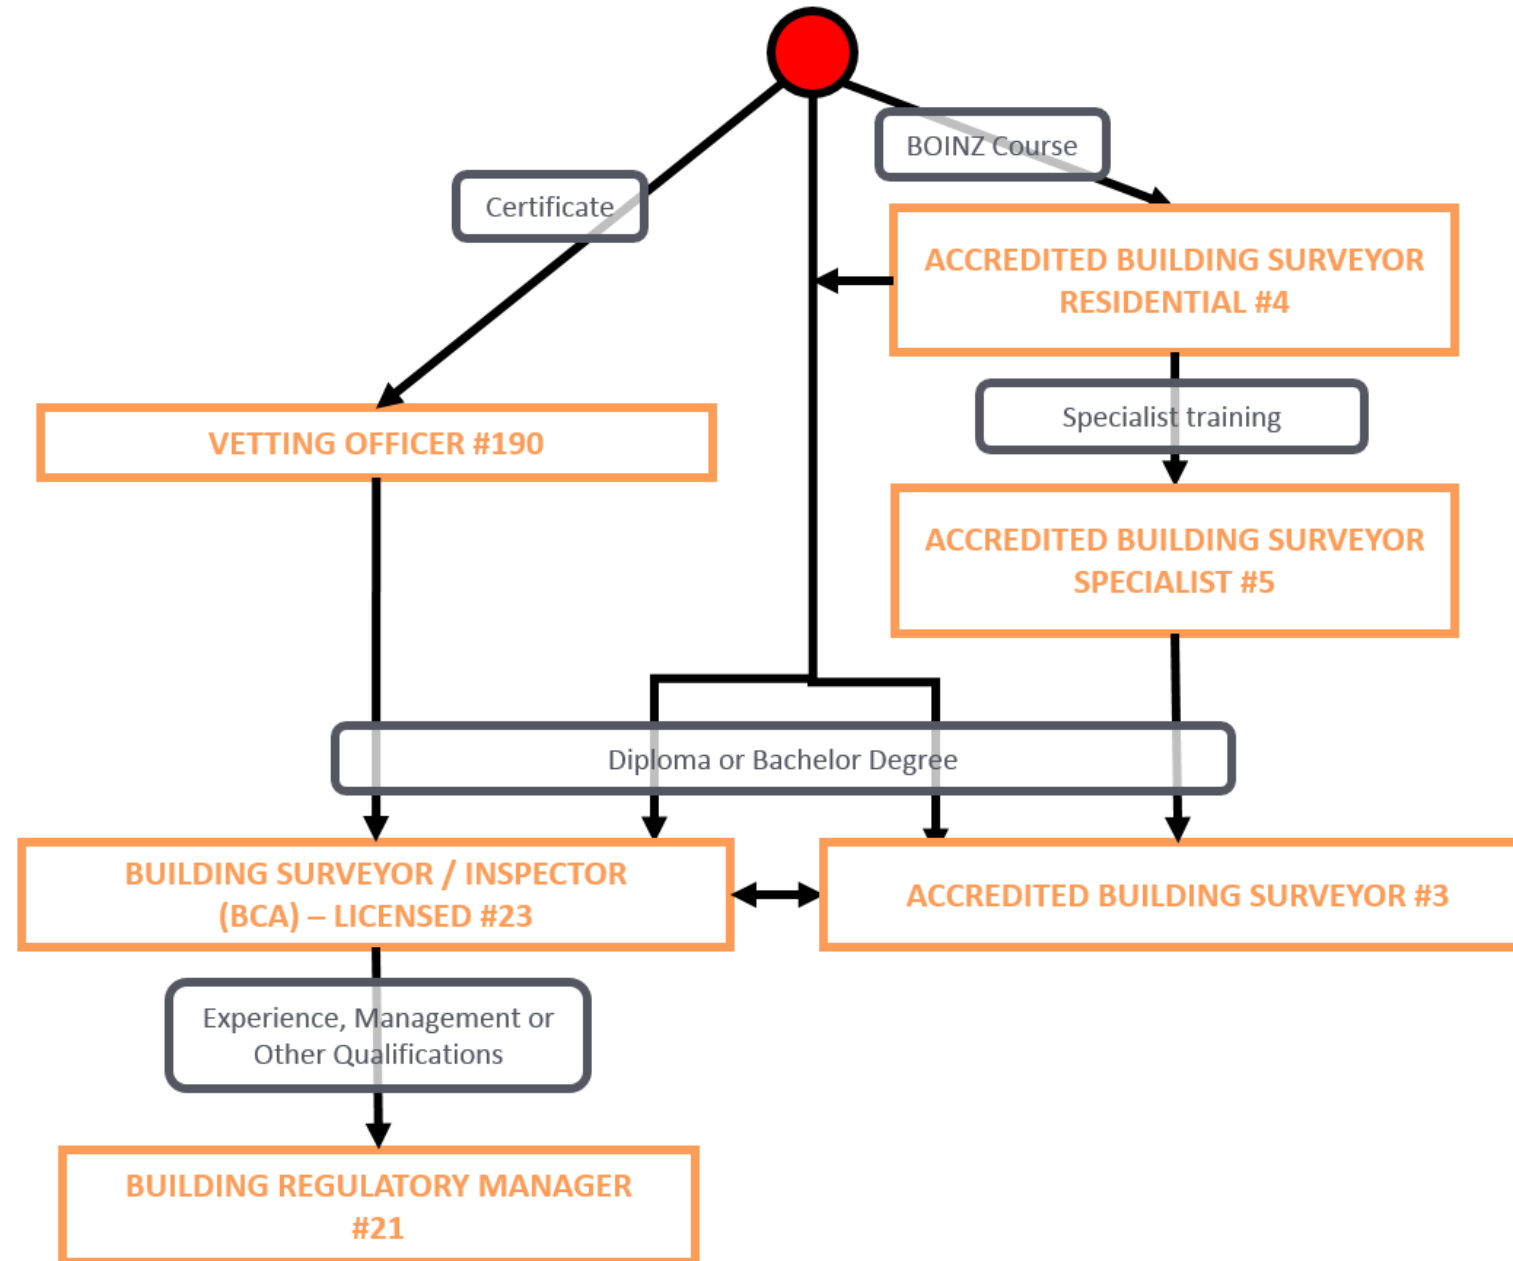 BOINZ Course
Certificate
ACCREDITED BUILDING SURVEYOR
RESIDENTIAL #4
Specialist training
VETTING OFFICER #190
ACCREDITED BUILDING SURVEYOR
SPECIALIST #5
Diploma or Bachelor Degree
BUILDING SURVEYOR / INSPECTOR
(BCA) – LICENSED #23
ACCREDITED BUILDING SURVEYOR #3
Experience, Management or
Other Qualifications
BUILDING REGULATORY MANAGER
#21